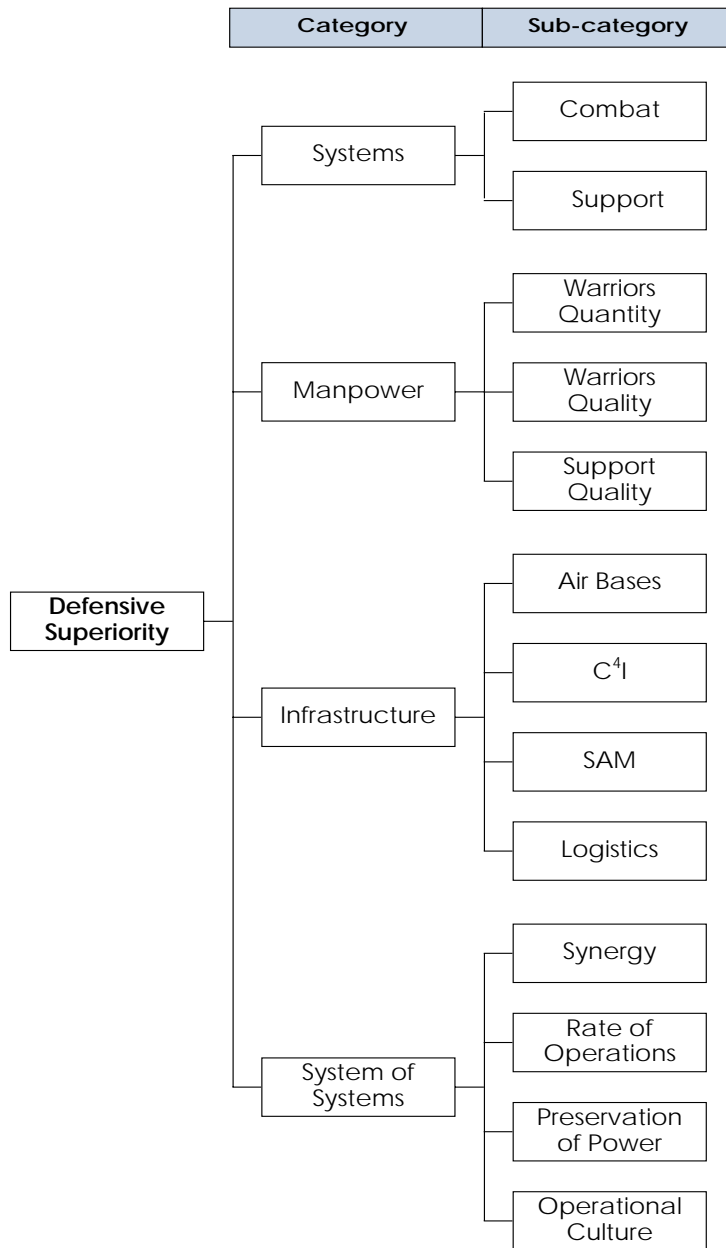 Category Sub-category
Combat
Systems
Support
Warriors
Quantity
Manpower
Warriors
Quality
Support
Quality
Air Bases
Defensive
Superiority
C⁴I
Infrastructure
SAM
Logistics
Synergy
Rate of
Operations
System of
Systems
Preservation
of Power
Operational
Culture